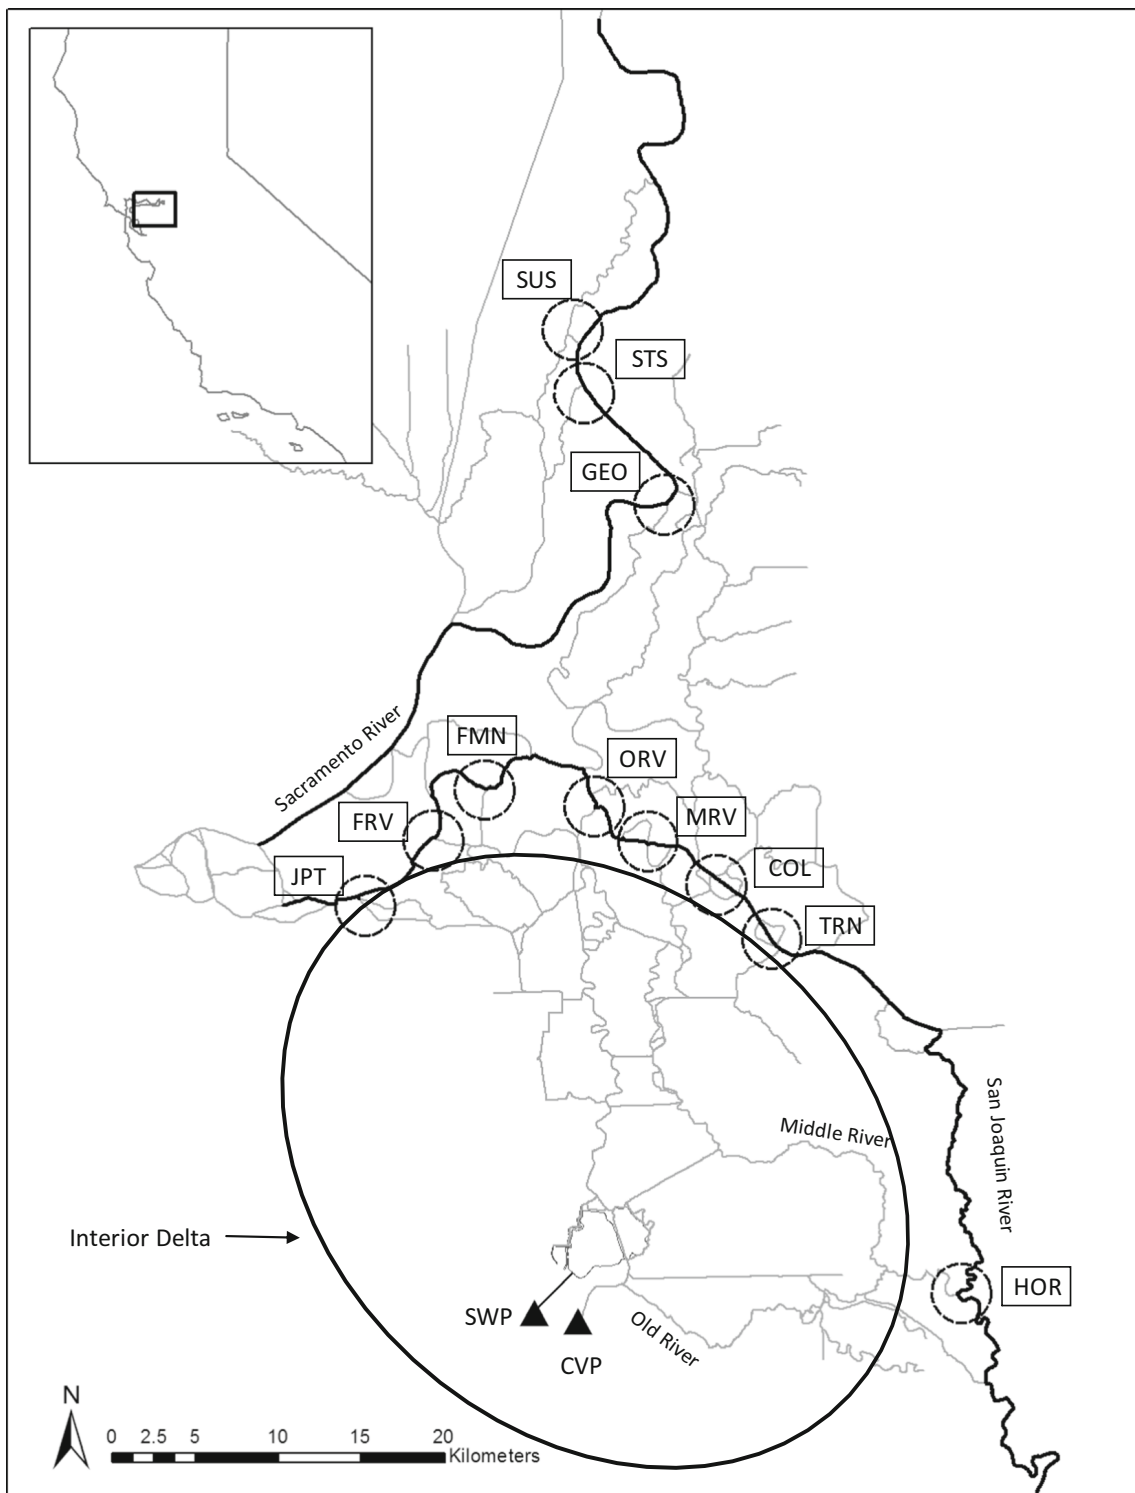 SUS
STS
GEO
Sacramento River
FMN
ORV
FRV
MRV
JPT
COL
TRN
San Joaquin River
Middle River
Interior Delta
HOR
SWP
Old River
CVP
N
0 2.5 5 10 15 20
Kilometers